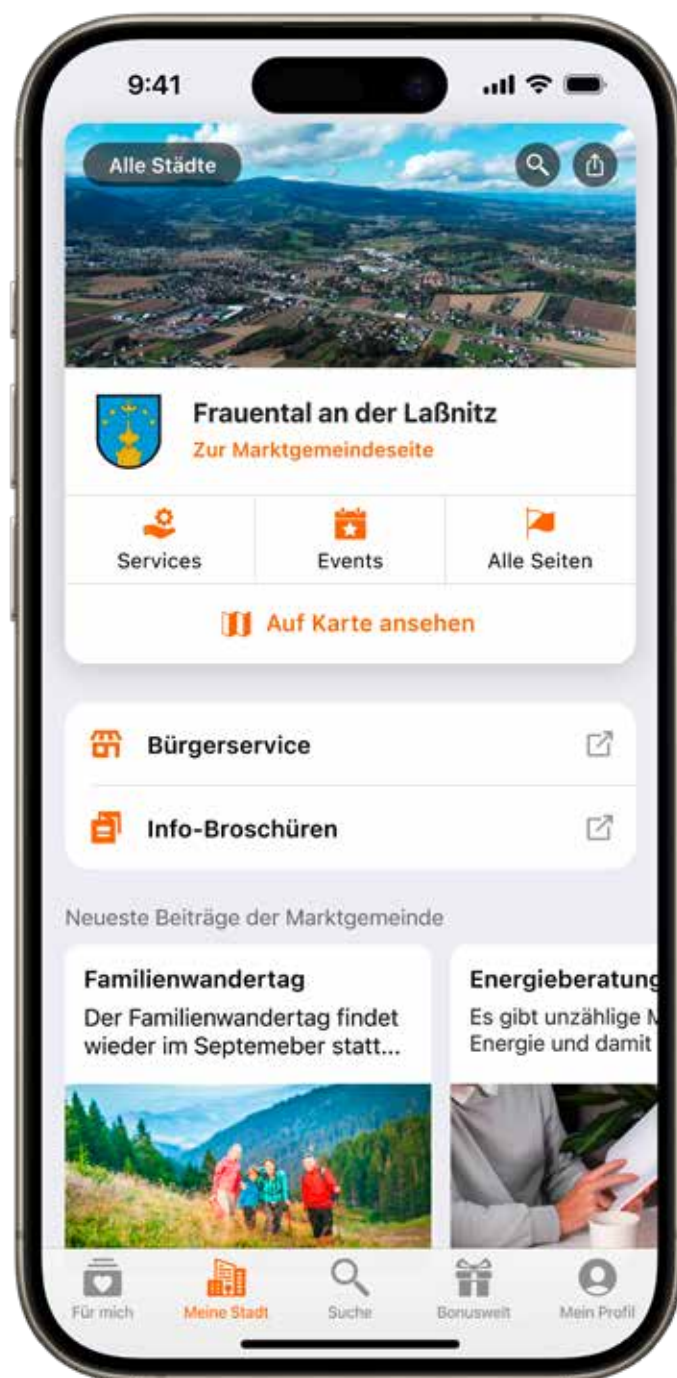 9:41
Alle Städte
Frauental an der Laßnitz
Zur Marktgemeindeseite
Services
Events
Alle Seiten
Auf Karte ansehen
Bürgerservice
Info-Broschüren
Neueste Beiträge der Marktgemeinde
Familienwandertag
Der Familienwandertag findet
wieder im Septemeber statt...
Energieberatung
Es gibt unzählige
Energie und damit
Für mich
Meine Stadt
Suche
Bonuswelt
Mein Profil